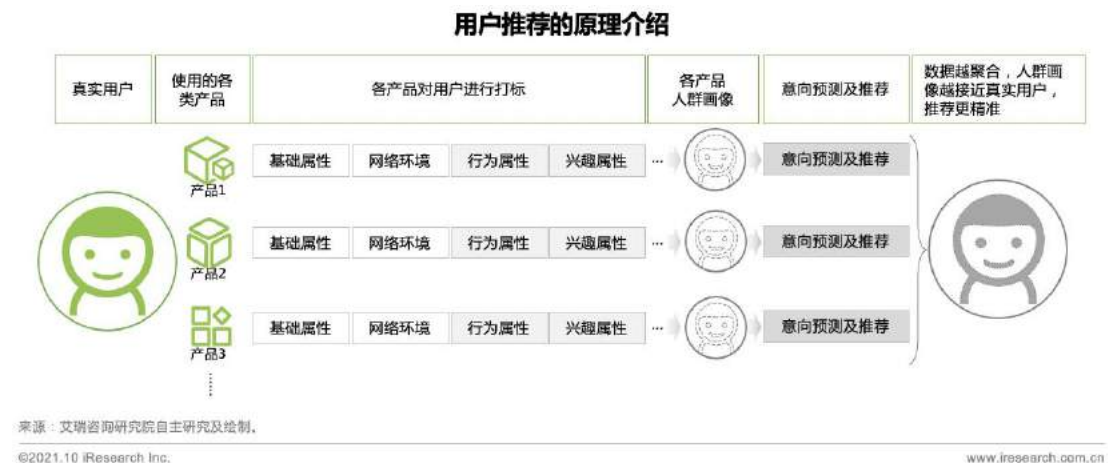 用户推荐的原理介绍
真实用户
使用的各
类产品
各产品对用户进行打标
各产品
人群画像
意向预测及推荐
数据越聚合，人群画
像越接近真实用户，
推荐更精准
产品1
基础属性 网络环境 行为属性 兴趣属性 ... 意向预测及推荐
产品2
基础属性 网络环境 行为属性 兴趣属性 ... 意向预测及推荐
产品3
基础属性 网络环境 行为属性 兴趣属性 ... 意向预测及推荐
......
来源：艾瑞咨询研究院自主研究及绘制。
©2021.10 iResearch Inc.
www.iresearch.com.cn